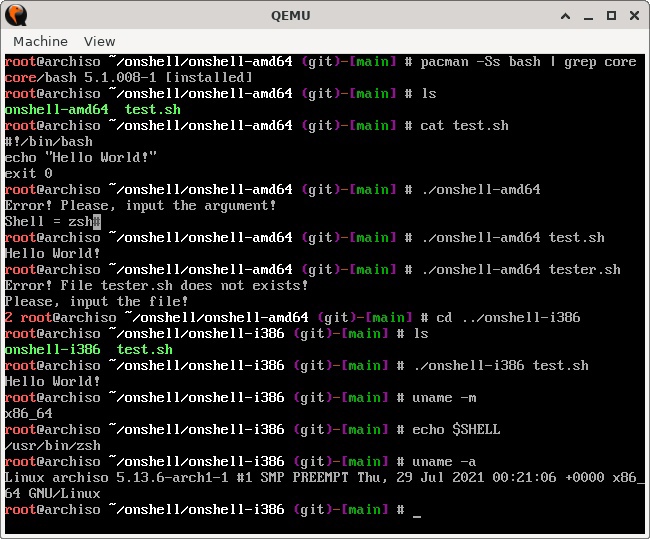 QEMU
Machine View
root@archiso ~/onshell/onshell-amd64 (git)-[main] # pacman -Ss bash | grep core
core/bash 5.1.008-1 [installed]
root@archiso ~/onshell/onshell-amd64 (git)-[main] # ls
onshell-amd64  test.sh
root@archiso ~/onshell/onshell-amd64 (git)-[main] # cat test.sh
#!/bin/bash
echo "Hello World!"
exit 0
root@archiso ~/onshell/onshell-amd64 (git)-[main] # ./onshell-amd64
Error! Please, input the argument!
Shell = zsh#
root@archiso ~/onshell/onshell-amd64 (git)-[main] # ./onshell-amd64 test.sh
Hello World!
root@archiso ~/onshell/onshell-amd64 (git)-[main] # ./onshell-amd64 tester.sh
Error! File tester.sh does not exists!
Please, input the file!
2 root@archiso ~/onshell/onshell-amd64 (git)-[main] # cd ../onshell-i386
root@archiso ~/onshell/onshell-i386 (git)-[main] # ls
onshell-i386  test.sh
root@archiso ~/onshell/onshell-i386 (git)-[main] # ./onshell-i386 test.sh
Hello World!
root@archiso ~/onshell/onshell-i386 (git)-[main] # uname -m
x86_64
root@archiso ~/onshell/onshell-i386 (git)-[main] # echo $SHELL
/usr/bin/zsh
root@archiso ~/onshell/onshell-i386 (git)-[main] # uname -a
Linux archiso 5.13.6-arch1-1 #1 SMP PREEMPT Thu, 29 Jul 2021 00:21:06 +0000 x86_
64 GNU/Linux
root@archiso ~/onshell/onshell-i386 (git)-[main] # _